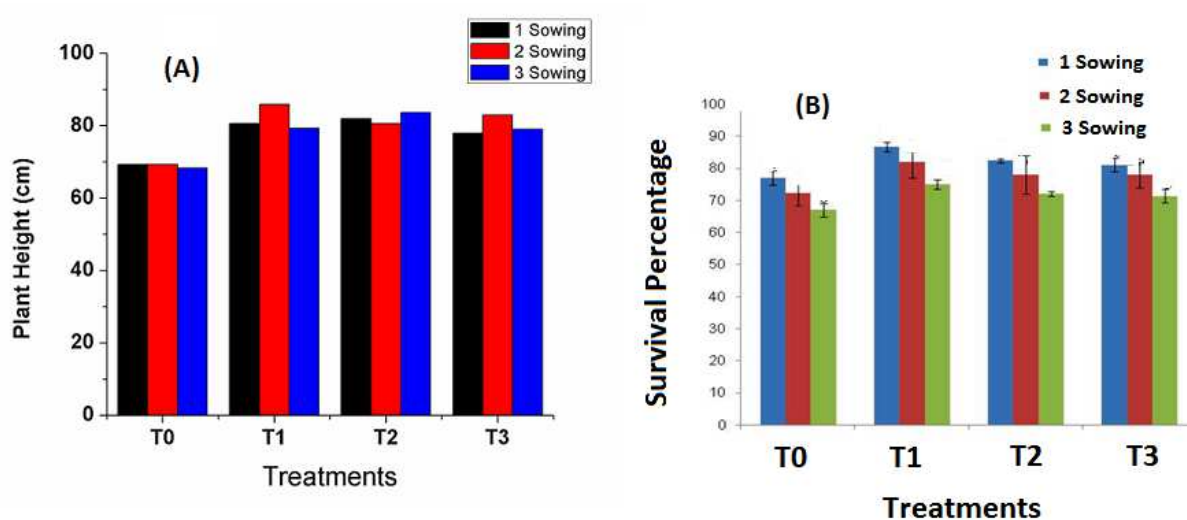 (A)
1 Sowing
2 Sowing
3 Sowing
Plant Height (cm)
100
80
60
40
20
0
T0 T1 T2 T3
Treatments
(B)
1 Sowing
2 Sowing
3 Sowing
Survival Percentage
100
90
80
70
60
50
40
30
20
10
0
T0 T1 T2 T3
Treatments